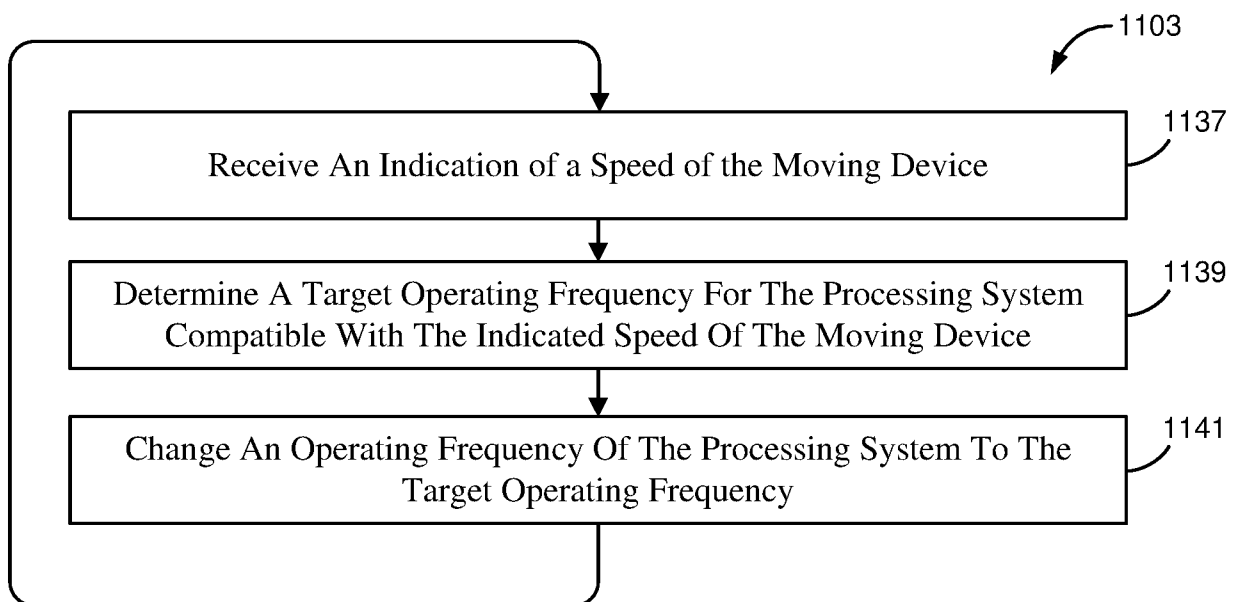 1103
1137
Receive An Indication of a Speed of the Moving Device
1139
Determine A Target Operating Frequency For The Processing System
Compatible With The Indicated Speed Of The Moving Device
1141
Change An Operating Frequency Of The Processing System To The
Target Operating Frequency